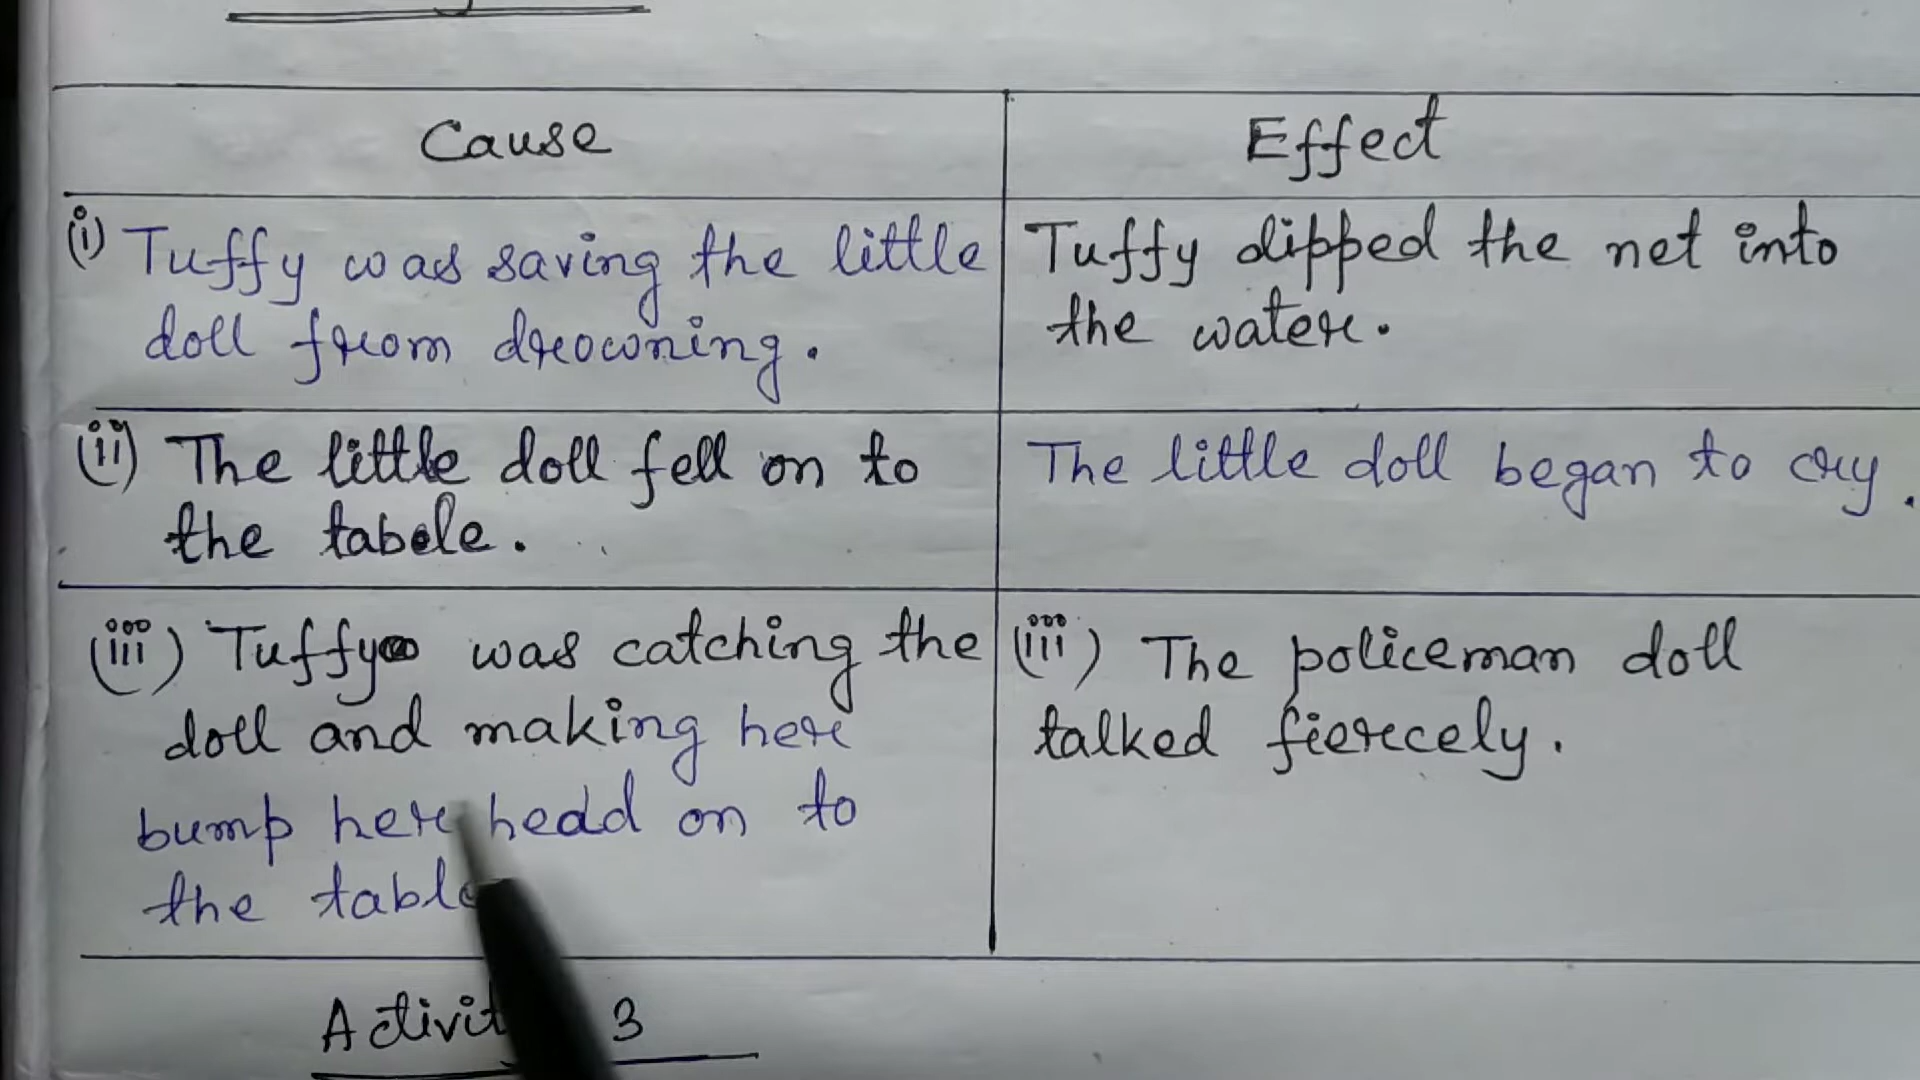 Cause
Effect
(i) Tuffy was saving the little
doll from drowning.
Tuffy dipped the net into
the water.
(ii) The little doll fell on to
the table.
The little doll began to cry.
(iii) Tuffy was catching the
doll and making her
bump her head on to
the table
(iii) The policeman doll
talked fiercely.
Activit 3